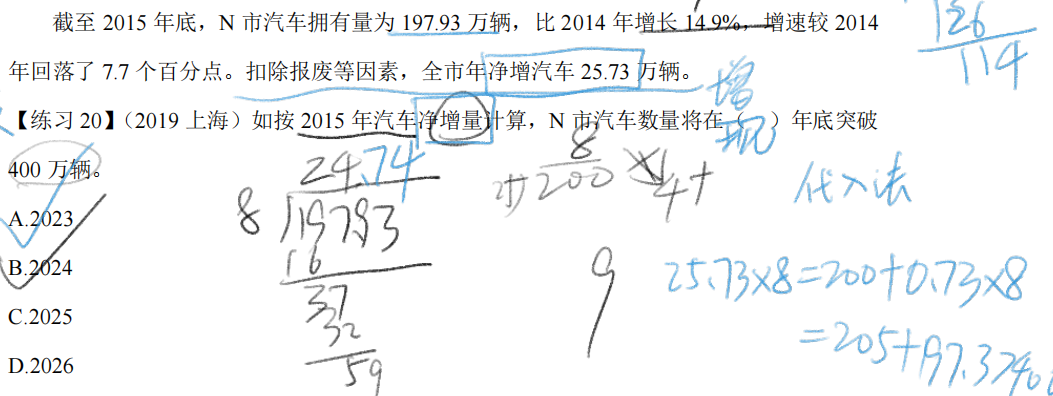 截至 2015 年底，N 市汽车拥有量为 197.93 万辆，比 2014 年增长 14.9%，增速较 2014
年回落了 7.7 个百分点。扣除报废等因素，全市年净增汽车 25.73 万辆。
【练习 20】（2019 上海）如按 2015 年汽车净增量计算，N 市汽车数量将在（ ）年底突破
400 万辆。
A.2023
B.2024
C.2025
D.2026
126
114
增
现
24.74
8
197.93
16
37
32
59
8
200
4+
9
代入法
25.73×8=200+0.73×8
=205+197.3